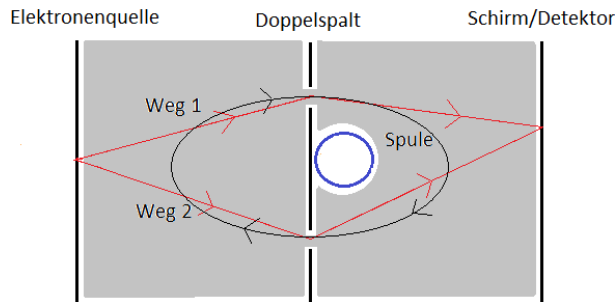 Elektronenquelle
Doppelspalt
Schirm/Detektor
Weg 1
Spule
Weg 2